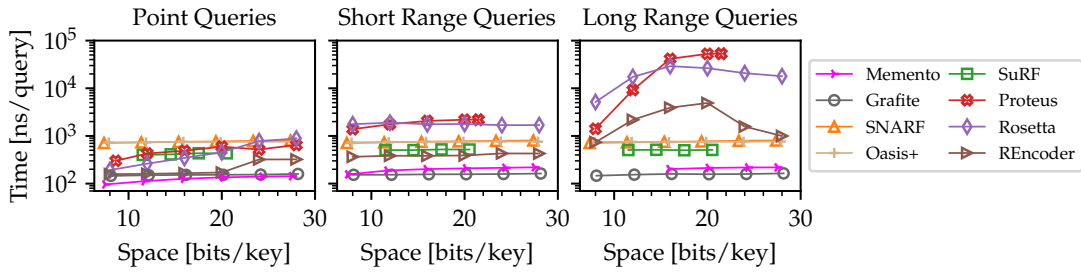 Point Queries
Short Range Queries
Long Range Queries
Time [ns/query]
10^5
10^4
10^3
10^2
10 20 30
10 20 30
10 20 30
Space [bits/key]
Space [bits/key]
Space [bits/key]
Memento
Grafite
SNARF
Oasis+
SuRF
Proteus
Rosetta
REncoder